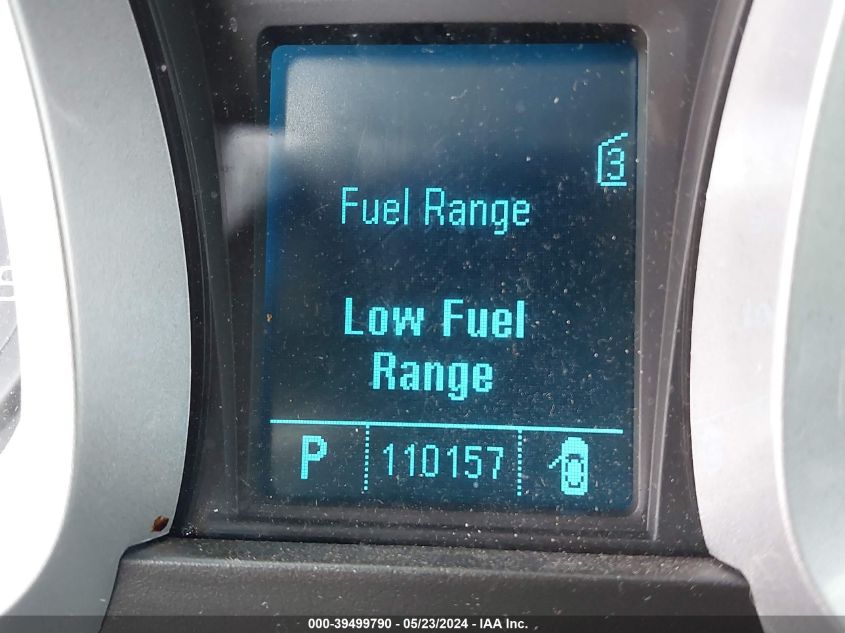 3
Fuel Range
Low Fuel
Range
P 110157
000-39499790 - 05/23/2024 - IAA Inc.